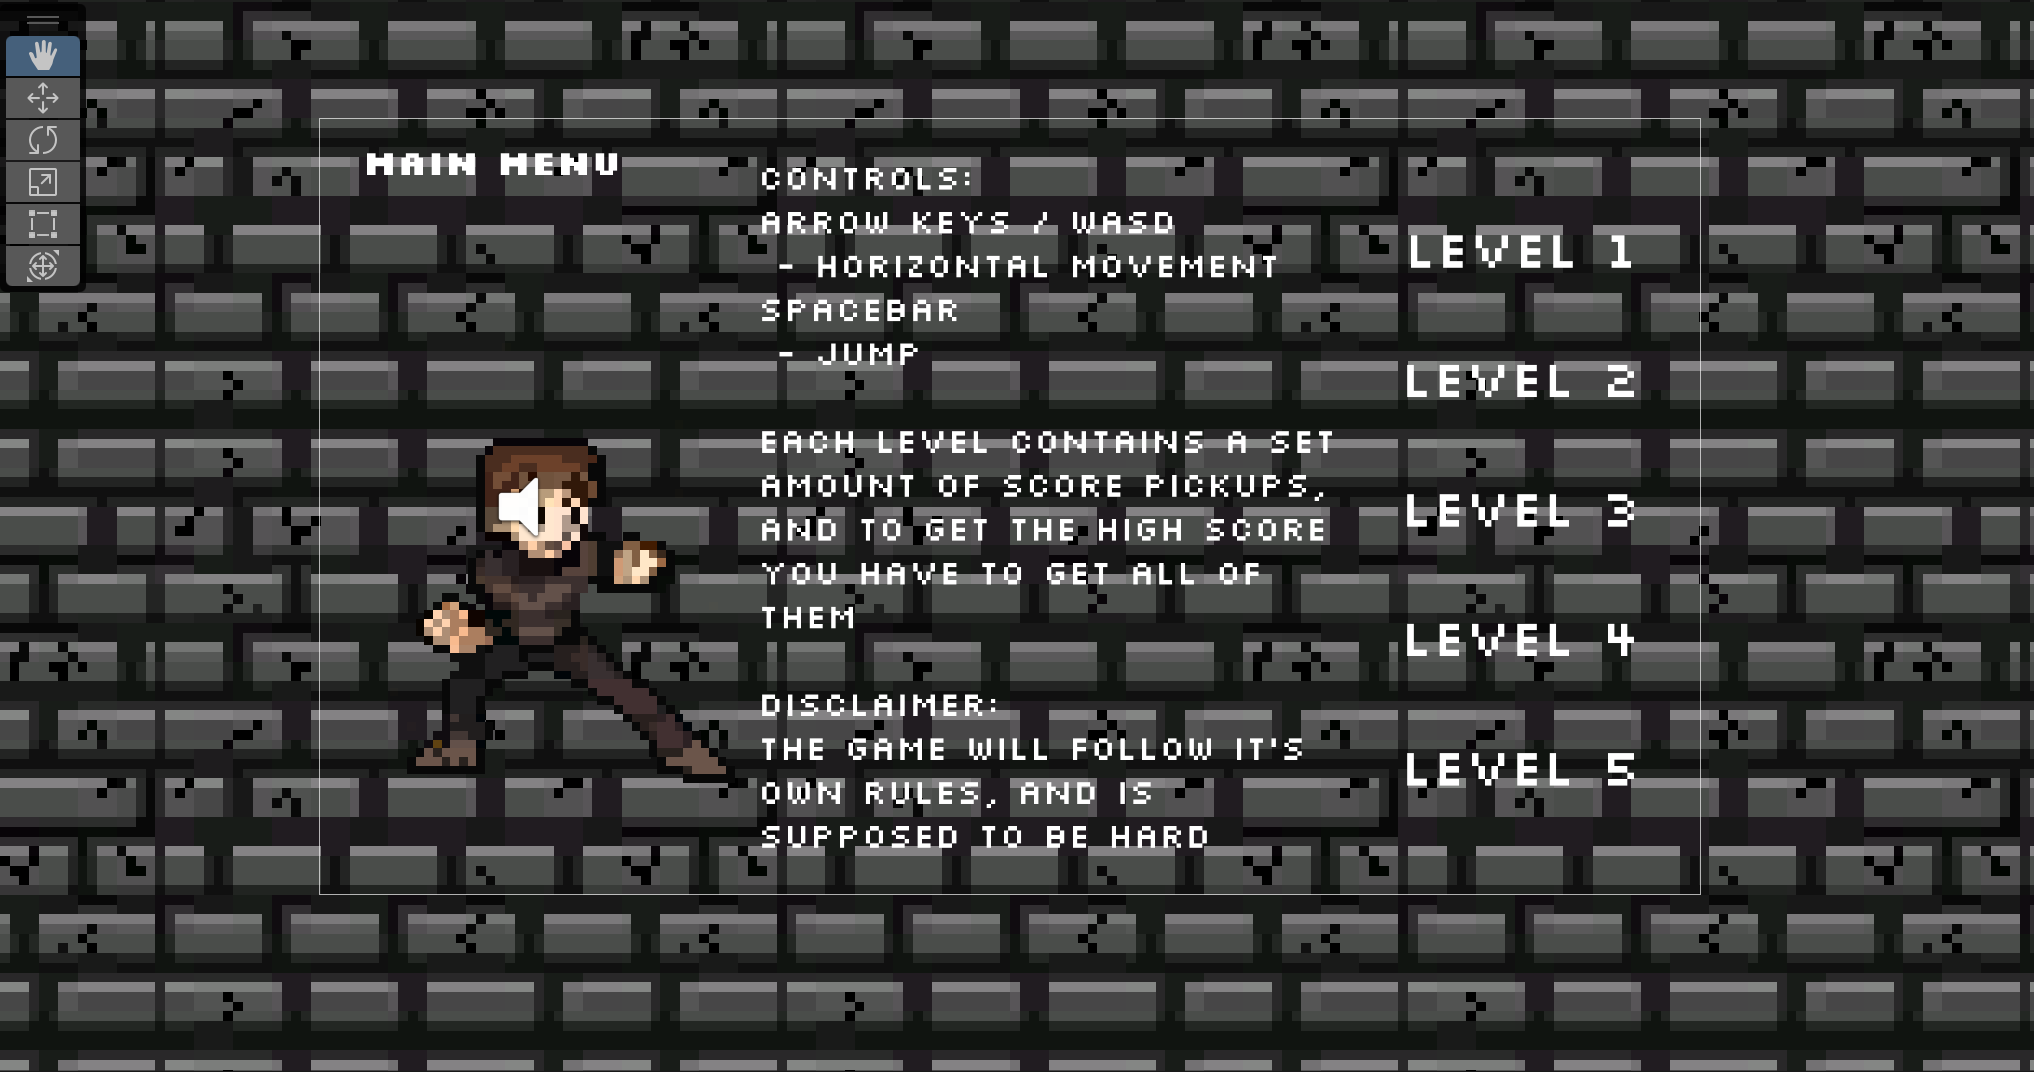 MAIN MENU
CONTROLS:
ARROW KEYS / WASD
- HORIZONTAL MOVEMENT
SPACEBAR
- JUMP
EACH LEVEL CONTAINS A SET
AMOUNT OF SCORE PICKUPS,
AND TO GET THE HIGH SCORE
YOU HAVE TO GET ALL OF
THEM
DISCLAIMER:
THE GAME WILL FOLLOW IT'S
OWN RULES, AND IS
SUPPOSED TO BE HARD
LEVEL 1
LEVEL 2
LEVEL 3
LEVEL 4
LEVEL 5